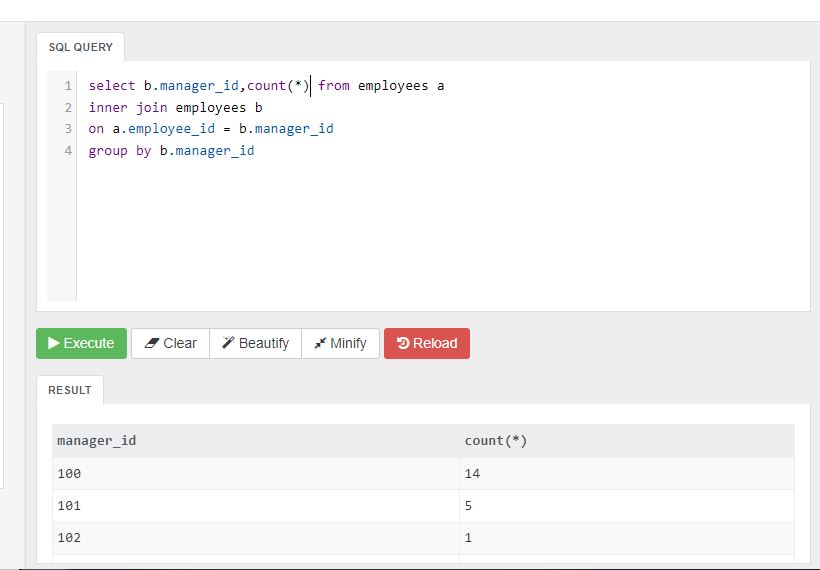 SQL QUERY
1 select b.manager_id,count(*) from employees a
2 inner join employees b
3 on a.employee_id = b.manager_id
4 group by b.manager_id
Execute Clear Beautify Minify Reload
RESULT
manager_id count(*)
100 14
101 5
102 1